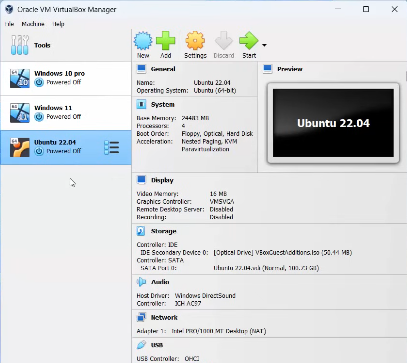 Oracle VM VirtualBox Manager
File Machine Help
Tools
New Add Settings Discard Start
Windows 10 pro
Powered Off
Windows 11
Powered Off
Ubuntu 22.04
Powered Off
General
Name: Ubuntu 22.04
Operating System: Ubuntu (64-bit)
System
Base Memory: 24483 MB
Processors: 4
Boot Order: Floppy, Optical, Hard Disk
Acceleration: Nested Paging, KVM
Paravirtualization
Preview
Ubuntu 22.04
Display
Video Memory: 16 MB
Graphics Controller: VMSVGA
Remote Desktop Server: Disabled
Recording: Disabled
Storage
Controller: IDE
IDE Secondary Device 0: [Optical Drive] VBoxGuestAdditions.iso (50.44 MB)
Controller: SATA
SATA Port 0: Ubuntu 22.04.vdi (Normal, 100.73 GB)
Audio
Host Driver: Windows DirectSound
Controller: ICH AC97
Network
Adapter 1: Intel PRO/1000 MT Desktop (NAT)
USB
USB Controller: OHCI